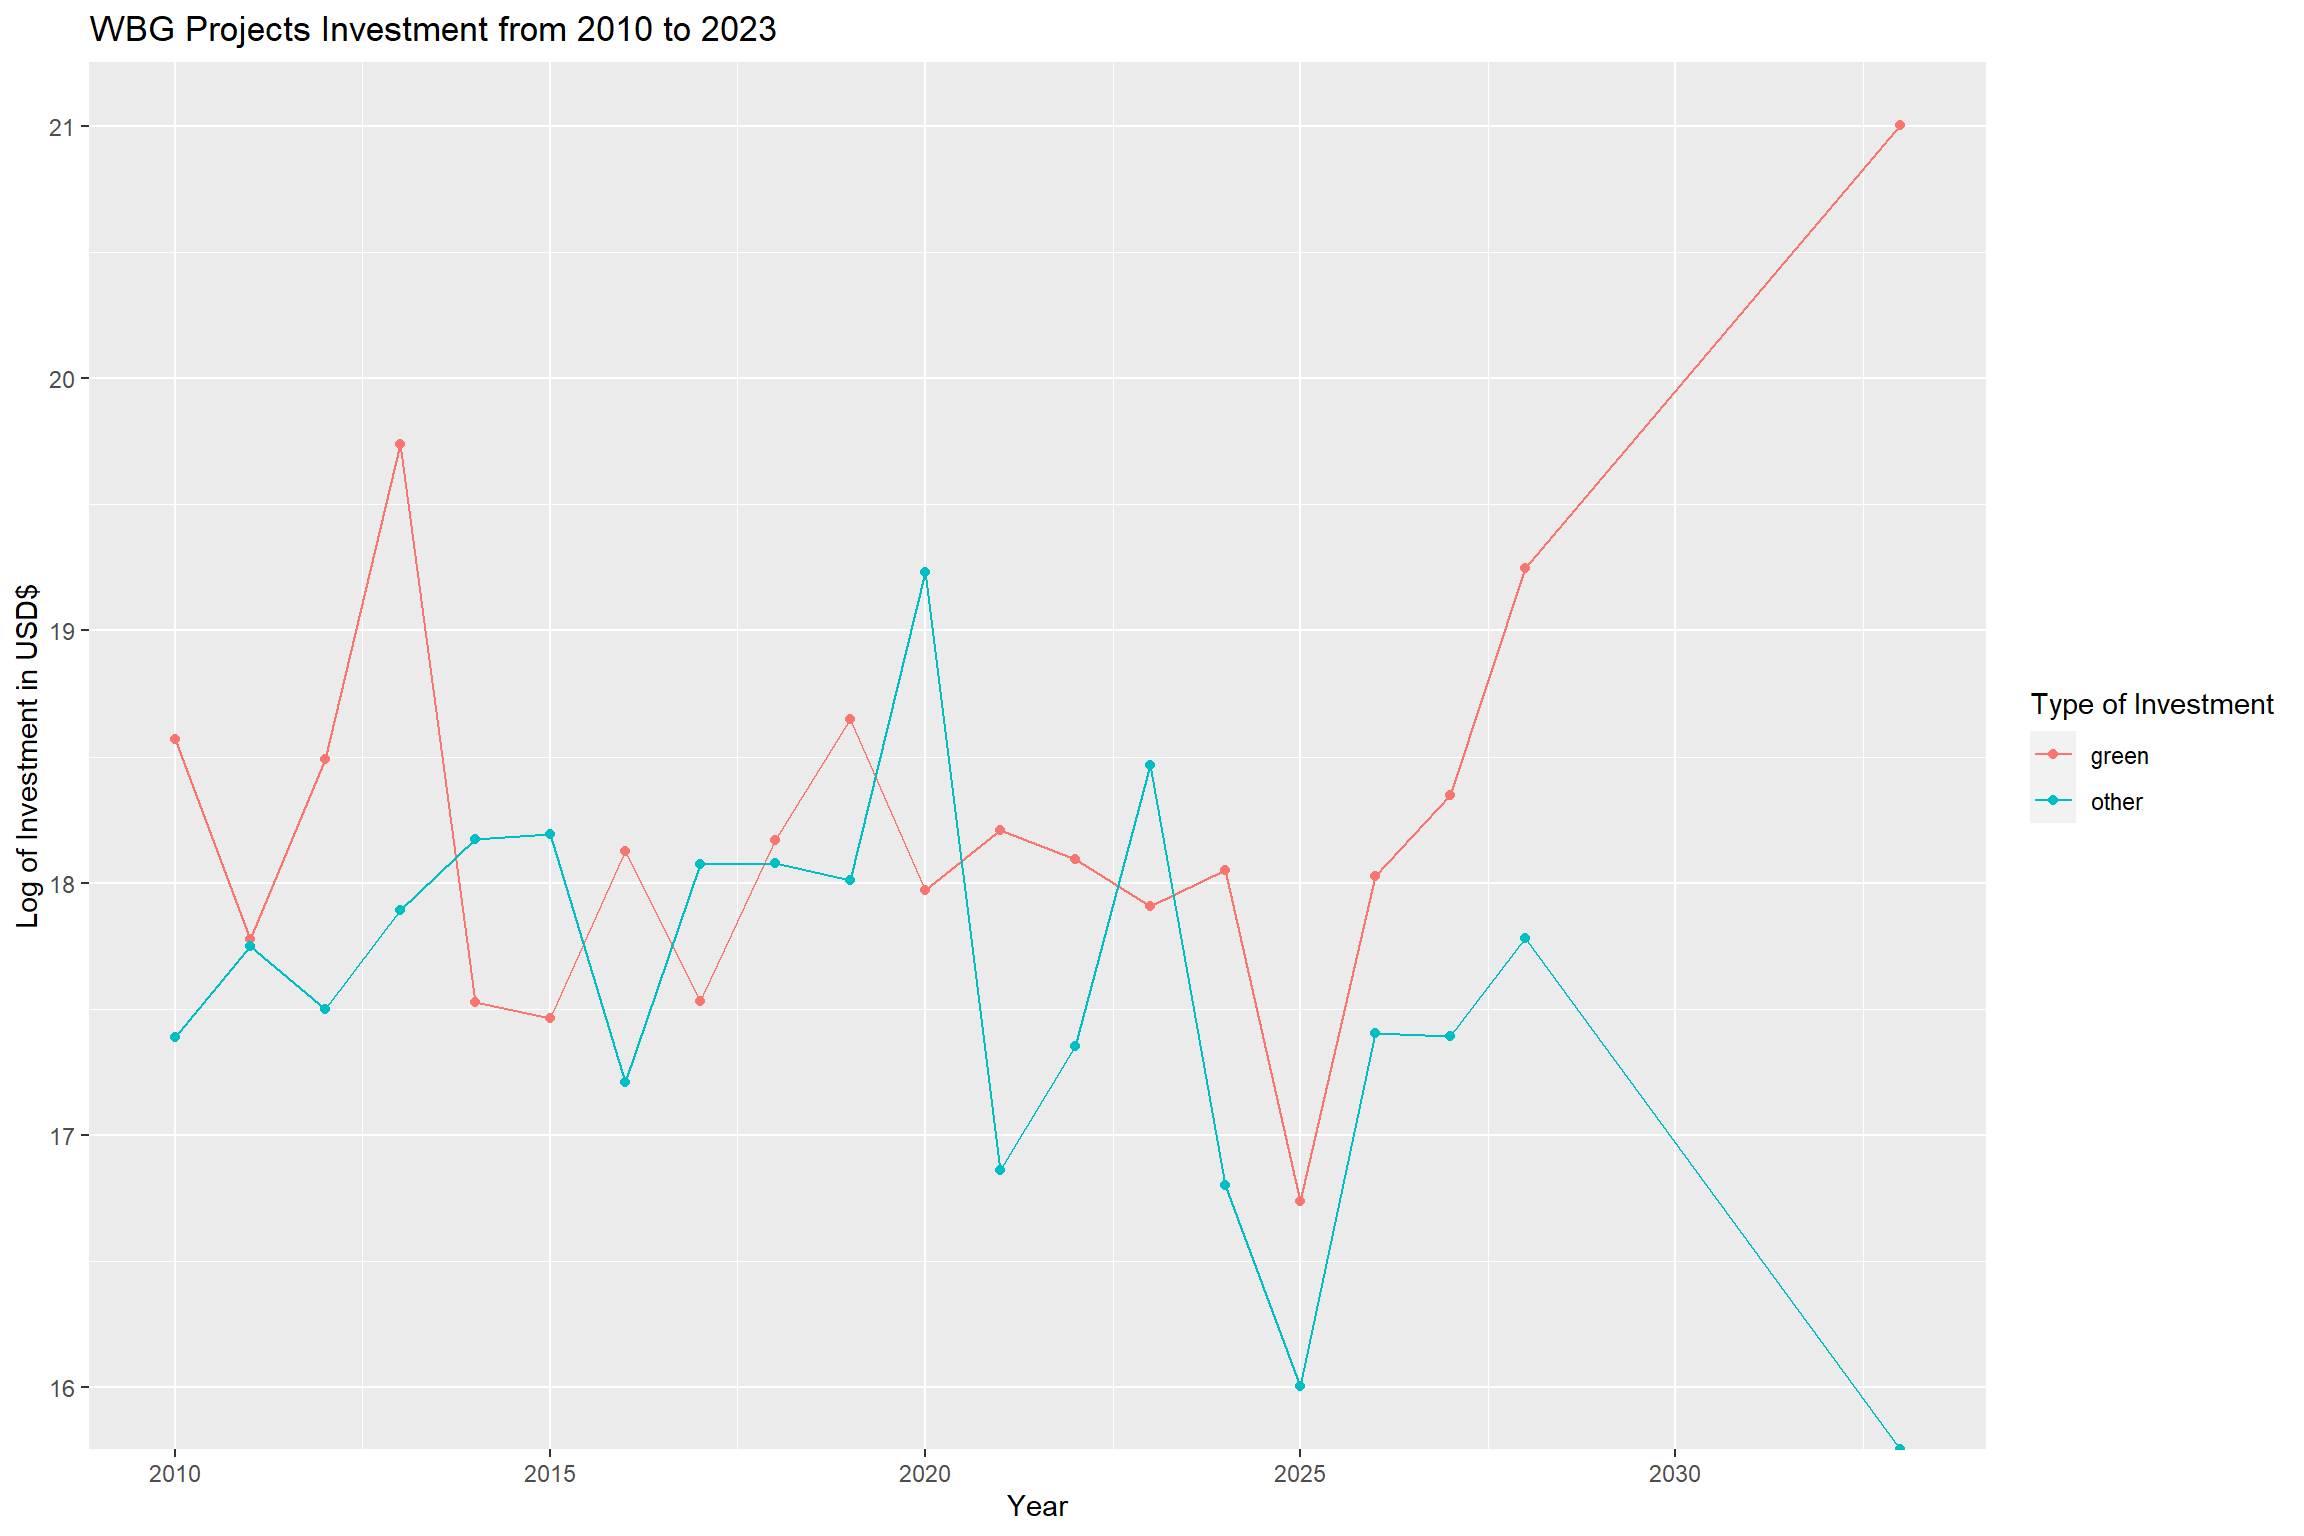 WBG Projects Investment from 2010 to 2023
21
20
19
18
17
16
Log of Investment in USD$
2010 2015 2020 2025 2030
Year
Type of Investment
green
other